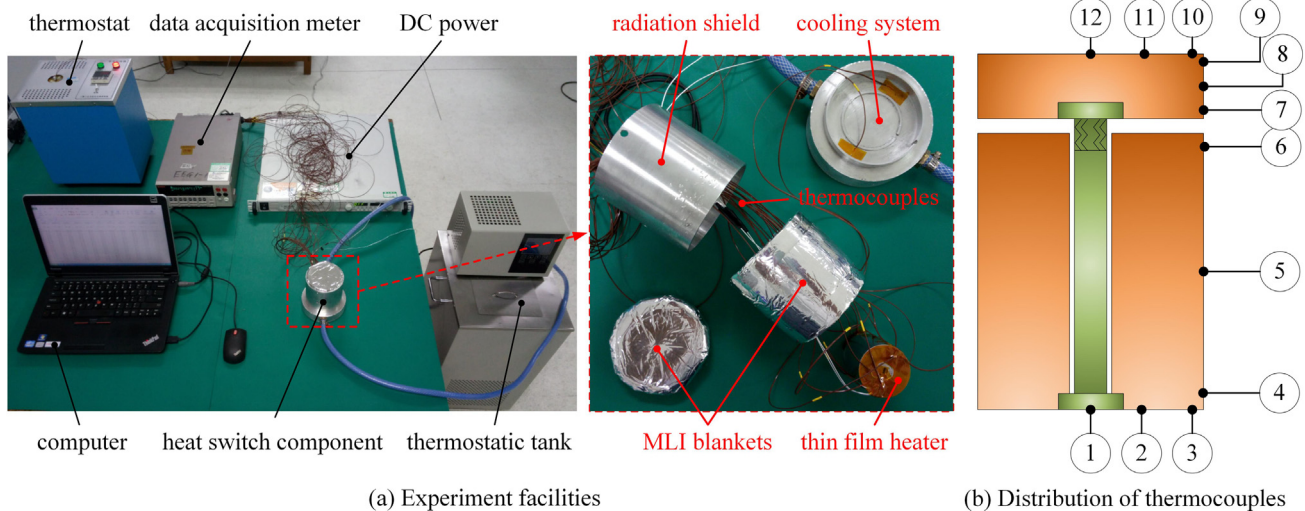 thermostat data acquisition meter DC power
radiation shield cooling system
thermocouples
computer heat switch component thermostatic tank
MLI blankets thin film heater
12 11 10 9
8
7
6
5
4
1 2 3
(a) Experiment facilities
(b) Distribution of thermocouples